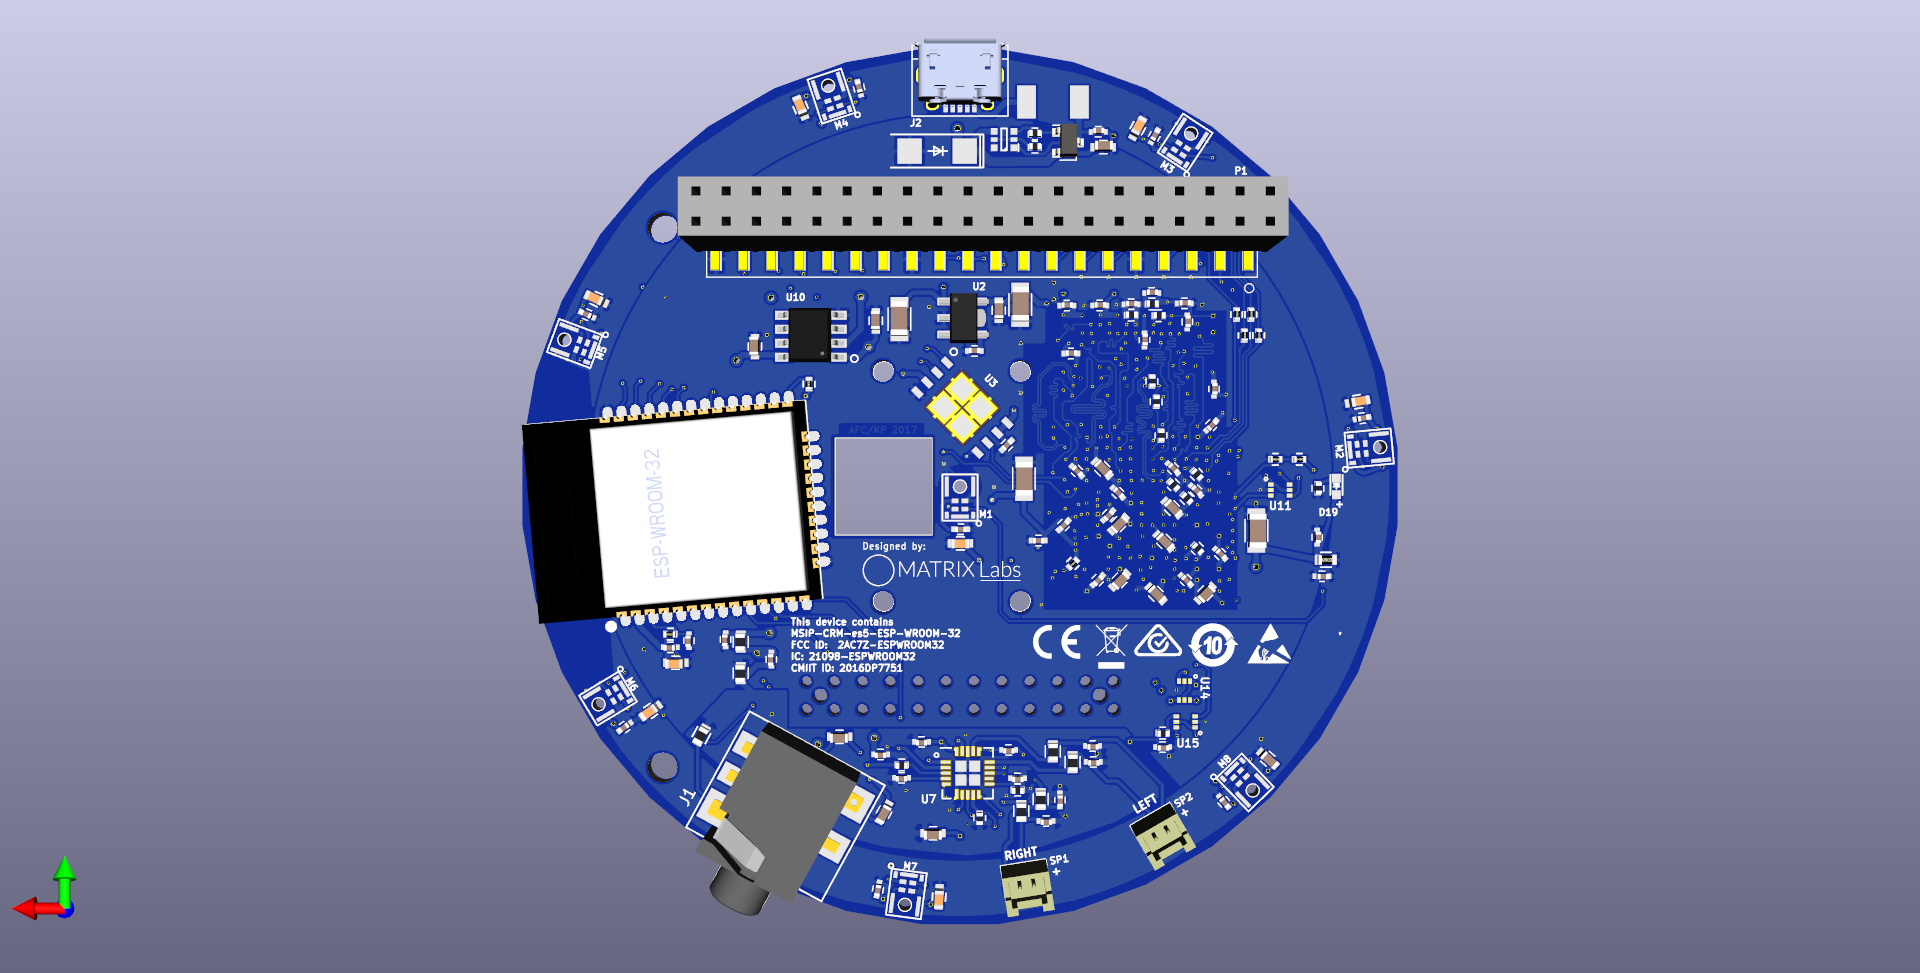 J2
M4
M3
P1
U10
U2
M5
U3
AFC/KP 2017
M2
ESP-WROOM-32
M1
U11
D19
+
Designed by:
MATRIX Labs
This device contains
MSIP-CRM-es5-ESP-WROOM-32
FCC ID: 2AC7Z-ESPWROOM32
IC: 21098-ESPWROOM32
CMIIT ID: 2016DP7751
CE
10
M6
U14
U15
M8
J1
U7
LEFT
SP2
+
RIGHT
SP1
+
M7